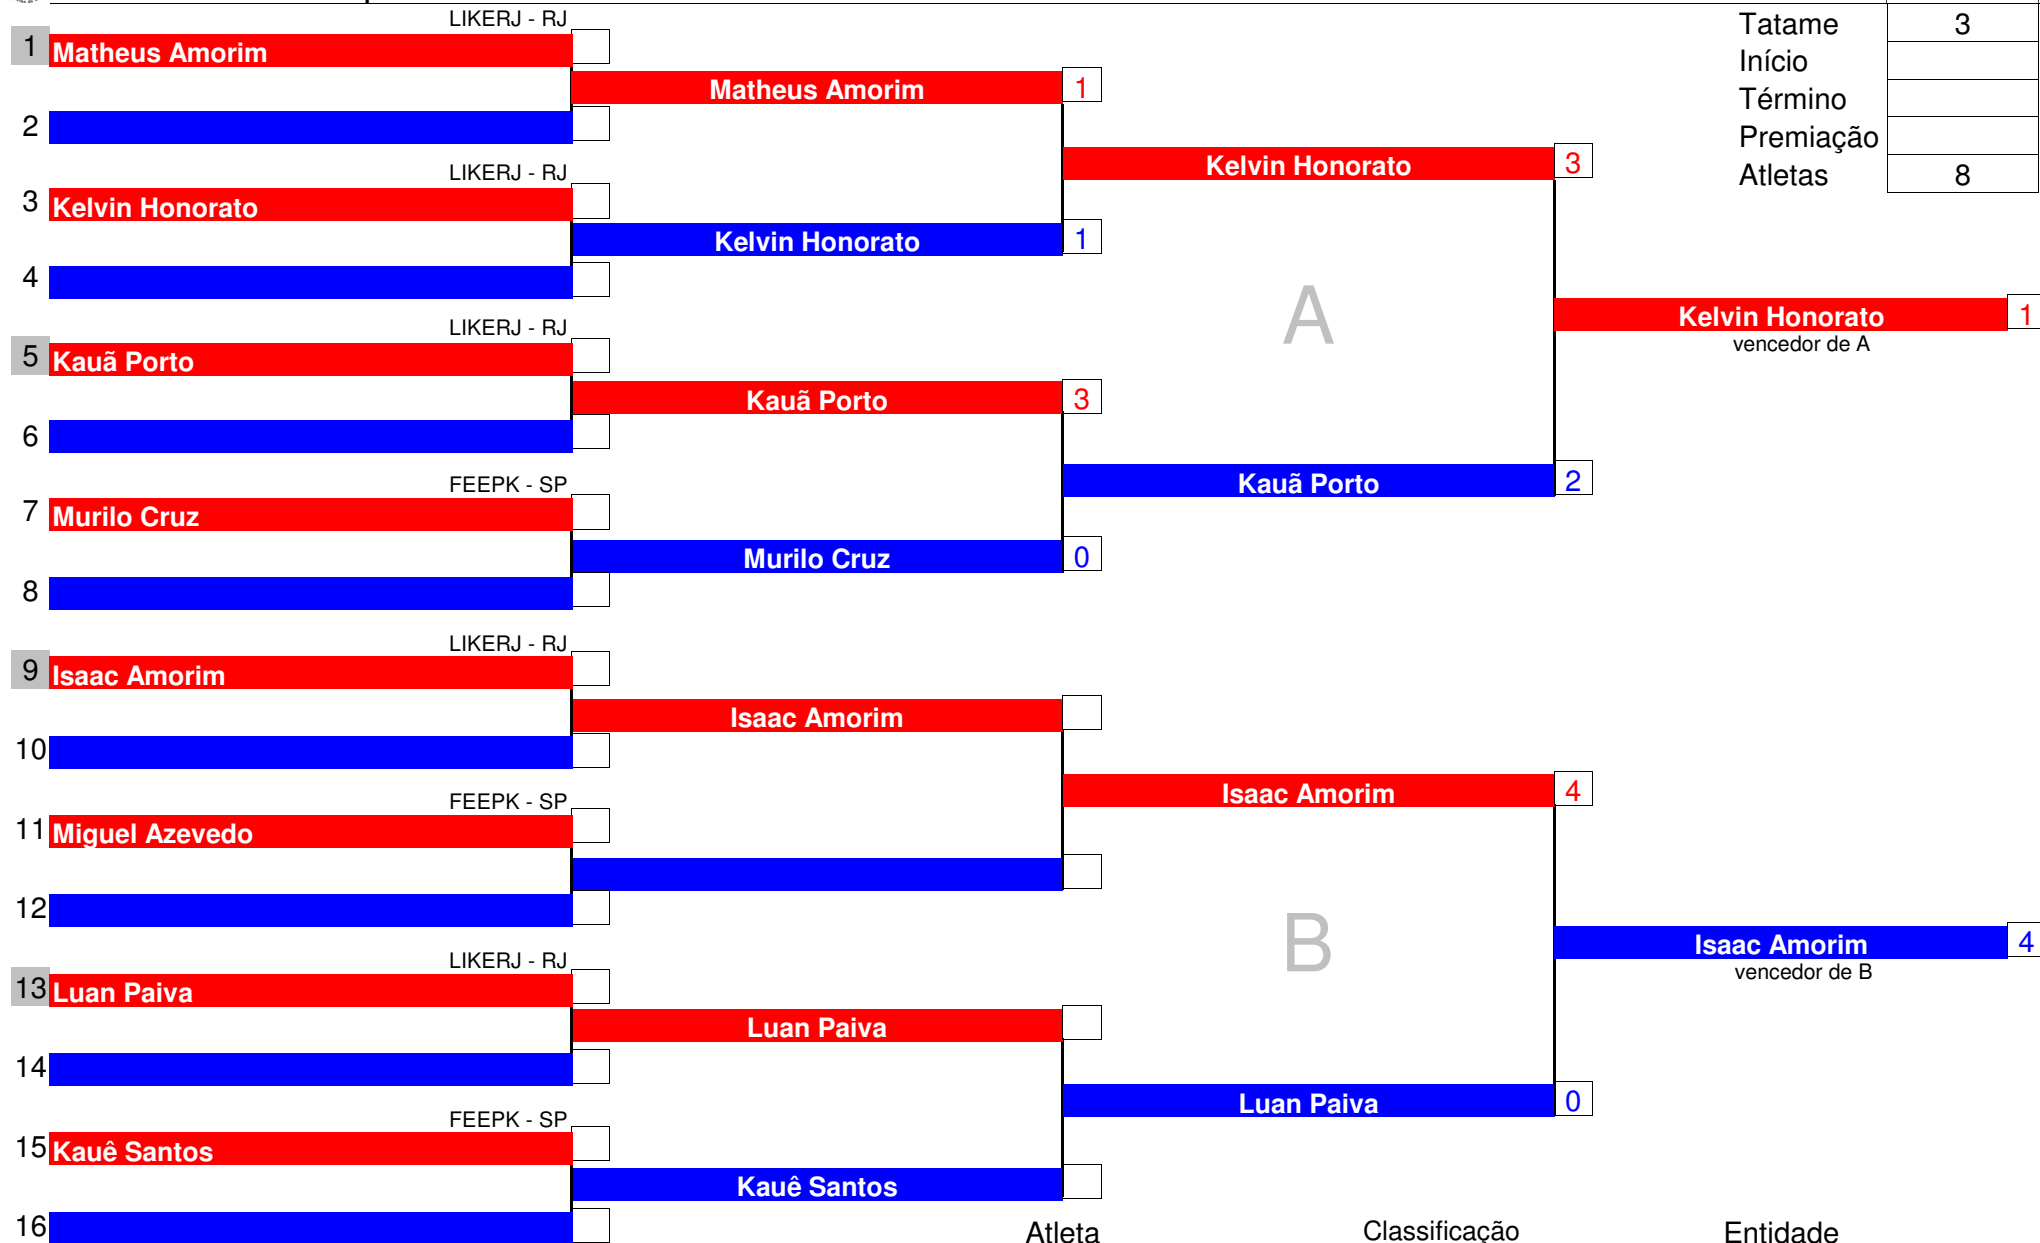 LIKERJ - RJ
1 Matheus Amorim
Matheus Amorim 1
2
LIKERJ - RJ
3 Kelvin Honorato
Kelvin Honorato 1
4
Kelvin Honorato 3
LIKERJ - RJ
5 Kauã Porto
Kauã Porto 3
6
FEEPK - SP
7 Murilo Cruz
Murilo Cruz 0
8
Kauã Porto 2
A
Kelvin Honorato 1
vencedor de A
LIKERJ - RJ
9 Isaac Amorim
Isaac Amorim
10
FEEPK - SP
11 Miguel Azevedo
12
Isaac Amorim 4
LIKERJ - RJ
13 Luan Paiva
Luan Paiva
14
FEEPK - SP
15 Kauê Santos
Kauê Santos
16
Luan Paiva 0
B
Isaac Amorim 4
vencedor de B
Tatame 3
Início
Término
Premiação
Atletas 8
Atleta Classificação Entidade